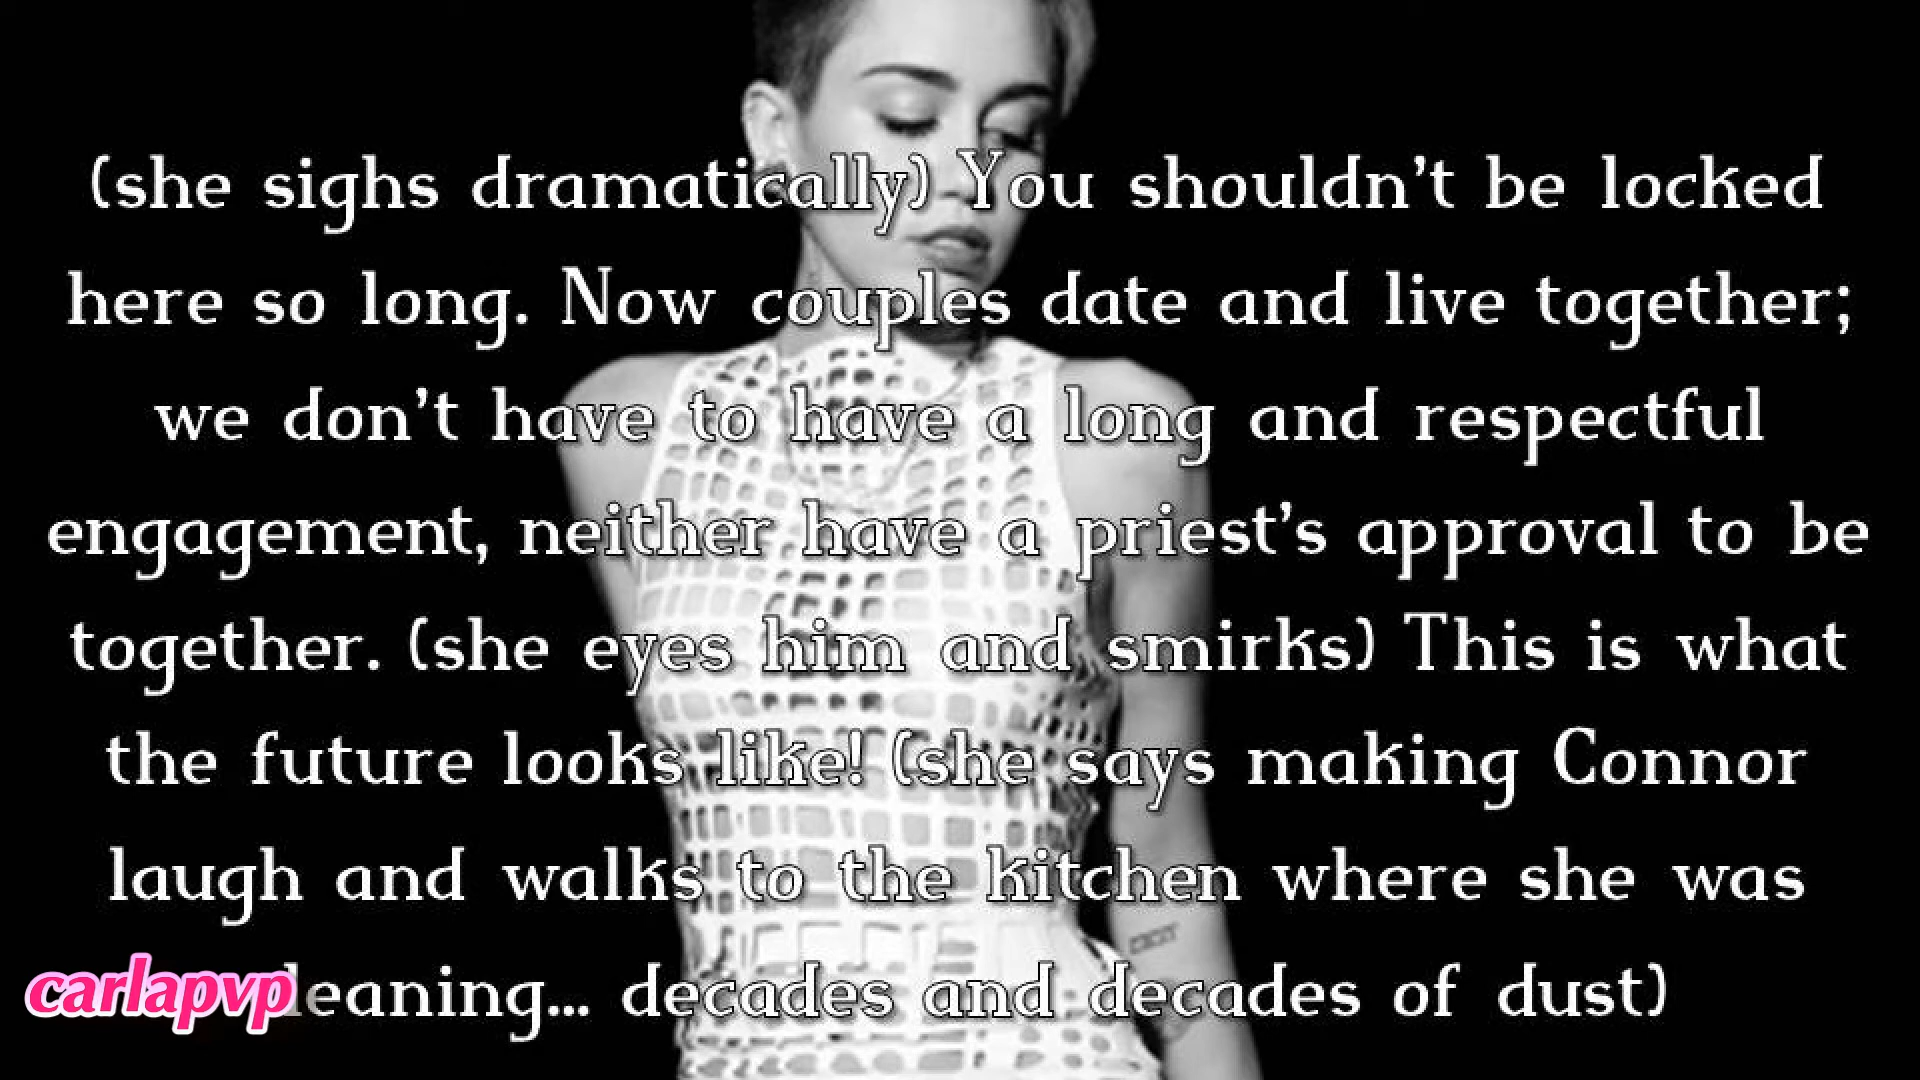 (she sighs dramatically) You shouldn't be locked
here so long. Now couples date and live together;
we don't have to have a long and respectful
engagement, neither have a priest's approval to be
together. (she eyes him and smirks) This is what
the future looks like! (she says making Connor
laugh and walks to the kitchen where she was
leaning... decades and decades of dust)
carlapvp